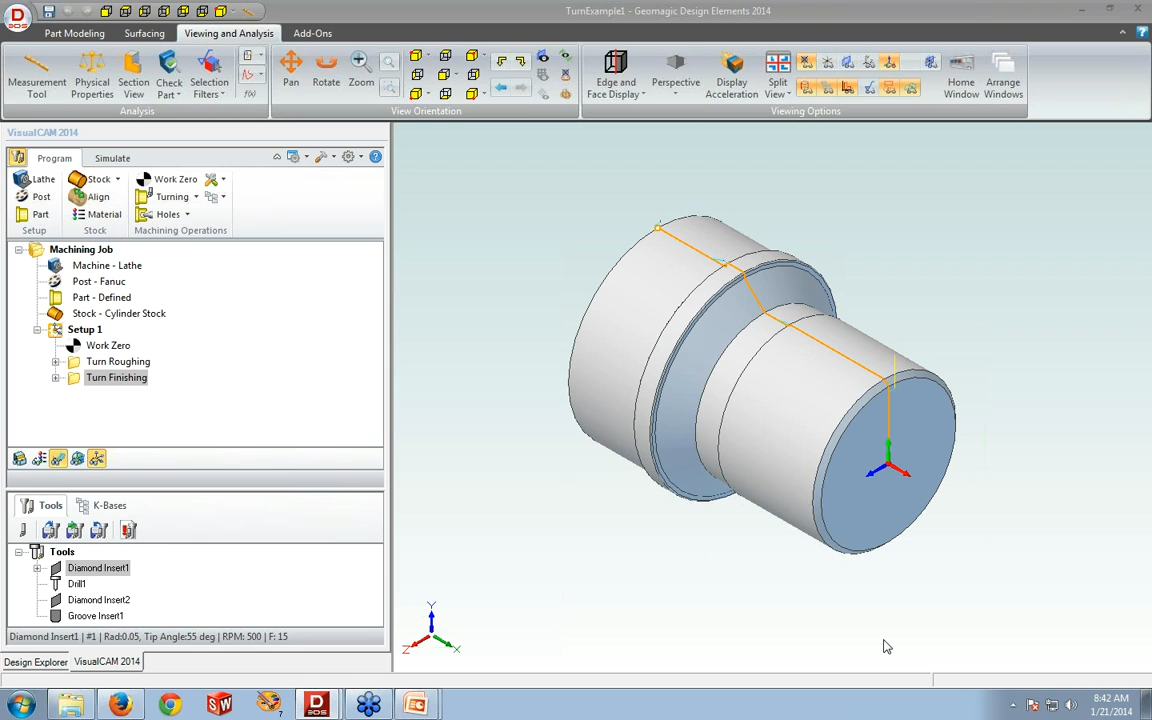 TurnExample1 - Geomagic Design Elements 2014
D
3DS
Part Modeling
Surfacing
Viewing and Analysis
Add-Ons
Measurement Tool
Physical Properties
Section View
Check Part
Selection Filters
f(x)
Pan
Rotate
Zoom
Edge and Face Display
Perspective
Display Acceleration
Split View
Home Window
Arrange Windows
Analysis
View Orientation
Viewing Options
VisualCAM 2014
Program
Simulate
Lathe
Stock
Work Zero
Post
Align
Turning
Part
Material
Holes
Setup
Stock
Machining Operations
Machining Job
Machine - Lathe
Post - Fanuc
Part - Defined
Stock - Cylinder Stock
Setup 1
Work Zero
Turn Roughing
Turn Finishing
Tools
K-Bases
Tools
Diamond Insert1
Drill1
Diamond Insert2
Groove Insert1
Diamond Insert1 | #1 | Rad:0.05, Tip Angle:55 deg | RPM: 500 | F: 15
Design Explorer
VisualCAM 2014
Y
Z
X
8:42 AM
1/21/2014